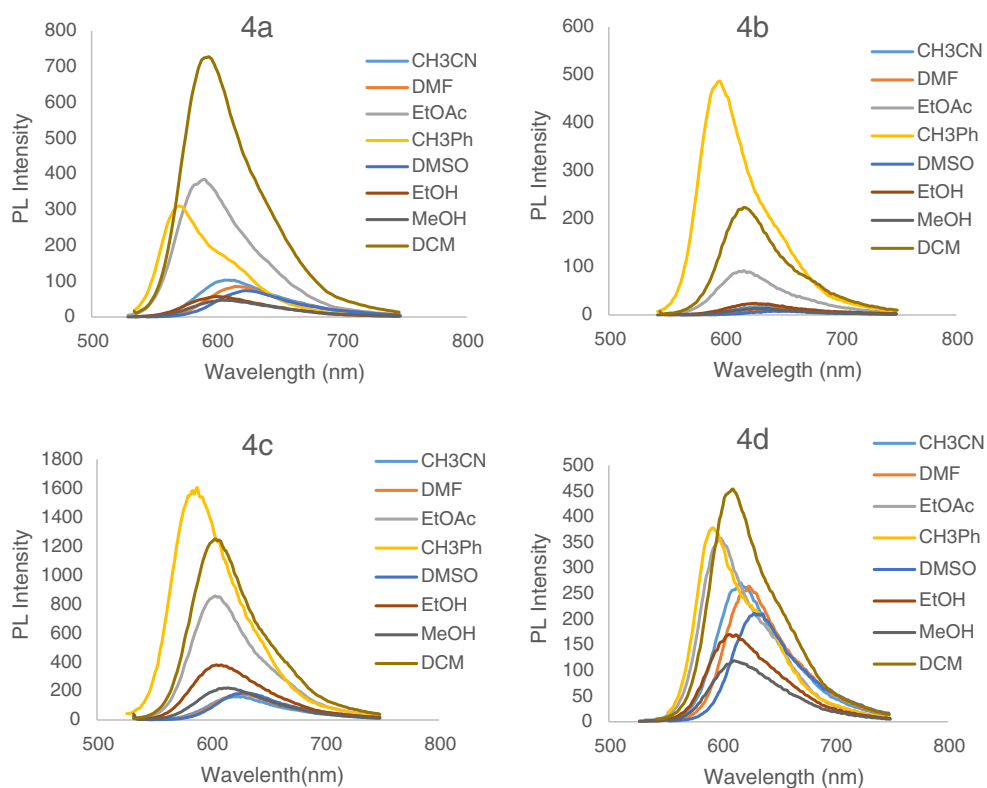 4a
800
700
600
500
400
300
200
100
0
PL Intensity
500 600 700 800
Wavelength (nm)
CH3CN
DMF
EtOAc
CH3Ph
DMSO
EtOH
MeOH
DCM
4b
600
500
400
300
200
100
0
PL Intensity
500 600 700 800
Wavelegth (nm)
CH3CN
DMF
EtOAc
CH3Ph
DMSO
EtOH
MeOH
DCM
4c
1800
1600
1400
1200
1000
800
600
400
200
0
PL Intensity
500 600 700 800
Wavelenth(nm)
CH3CN
DMF
EtOAc
CH3Ph
DMSO
EtOH
MeOH
DCM
4d
500
450
400
350
300
250
200
150
100
50
0
PL Intensity
500 600 700 800
Wavelength (nm)
CH3CN
DMF
EtOAc
CH3Ph
DMSO
EtOH
MeOH
DCM